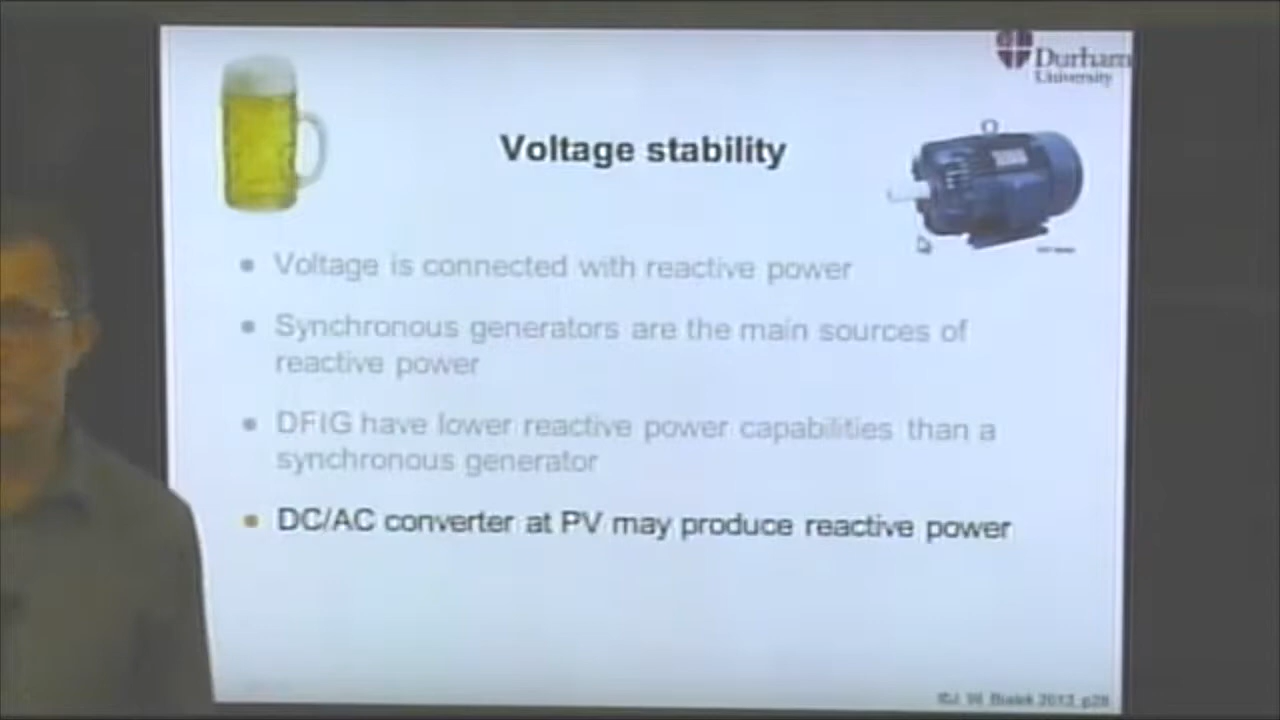 Durham
University
Voltage stability
Voltage is connected with reactive power
Synchronous generators are the main sources of
reactive power
DFIG have lower reactive power capabilities than a
synchronous generator
DC/AC converter at PV may produce reactive power
©J. W. Bialek 2012, p28